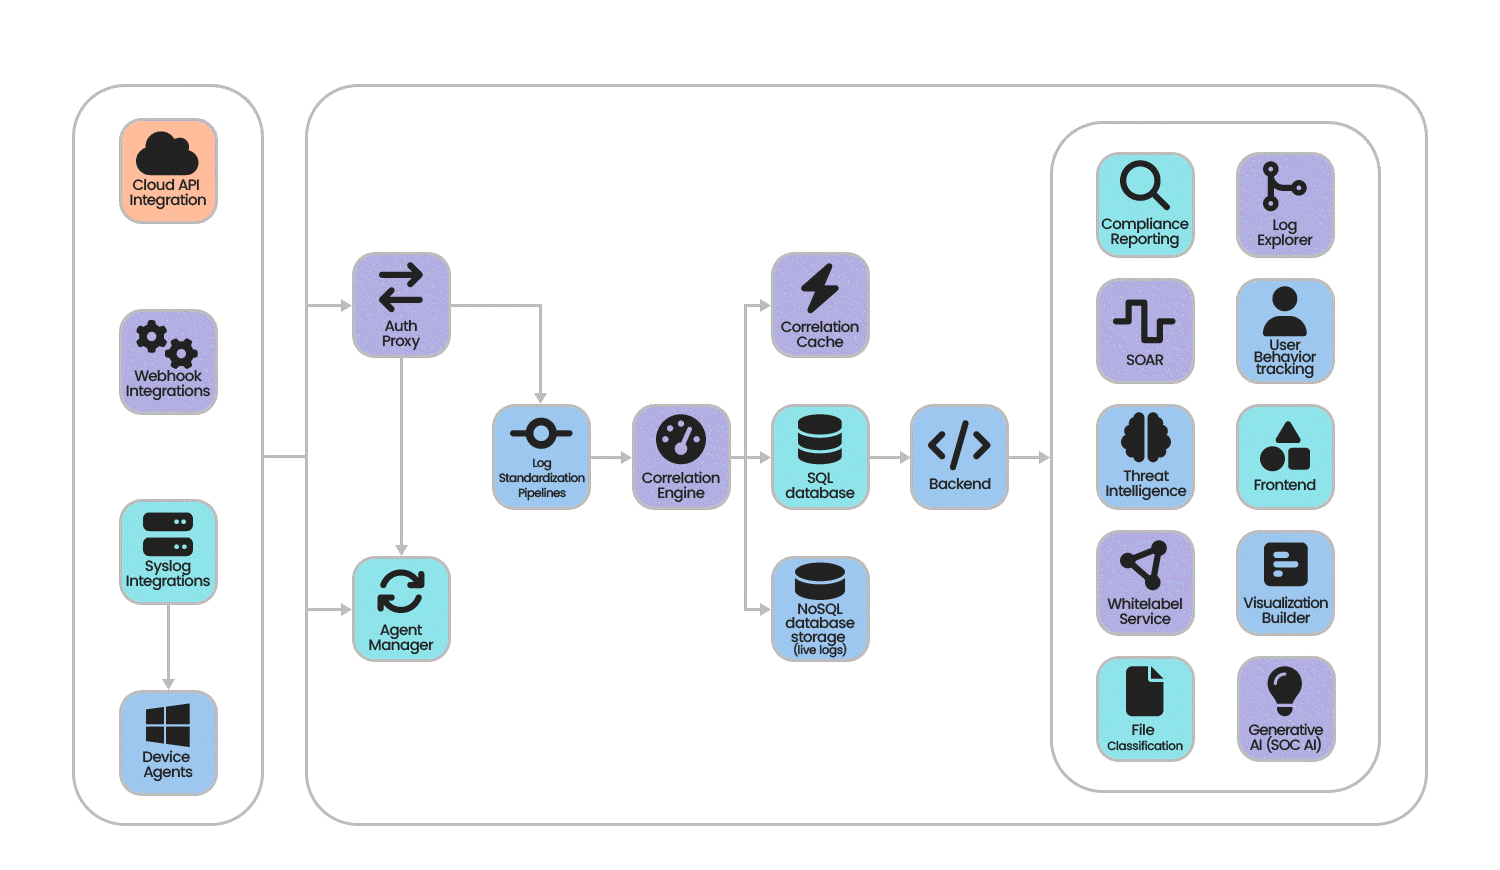 Cloud API
Integration
Webhook
Integrations
Syslog
Integrations
Device
Agents
Auth
Proxy
Agent
Manager
Log
Standardization
Pipelines
Correlation
Engine
Correlation
Cache
SQL
database
NoSQL
database
storage
(live logs)
Backend
Compliance
Reporting
Log
Explorer
SOAR
User
Behavior
tracking
Threat
Intelligence
Frontend
Whitelabel
Service
Visualization
Builder
File
Classification
Generative
AI (SOC AI)